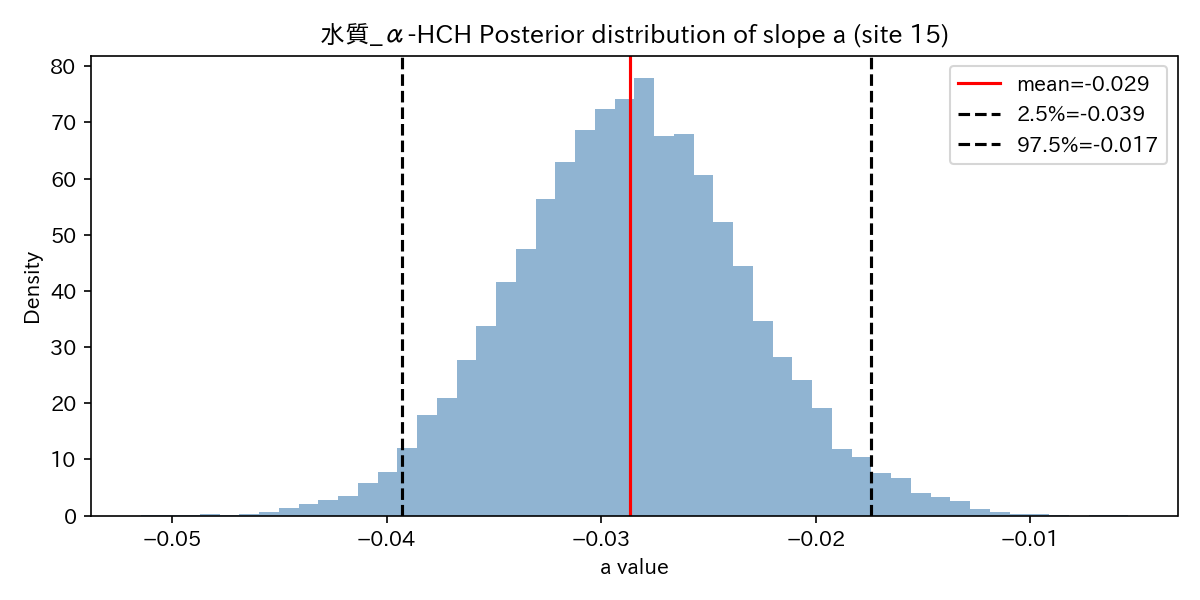 水質_α-HCH Posterior distribution of slope a (site 15)
mean=-0.029
2.5%=-0.039
97.5%=-0.017
Density
80
70
60
50
40
30
20
10
0
−0.05 −0.04 −0.03 −0.02 −0.01
a value